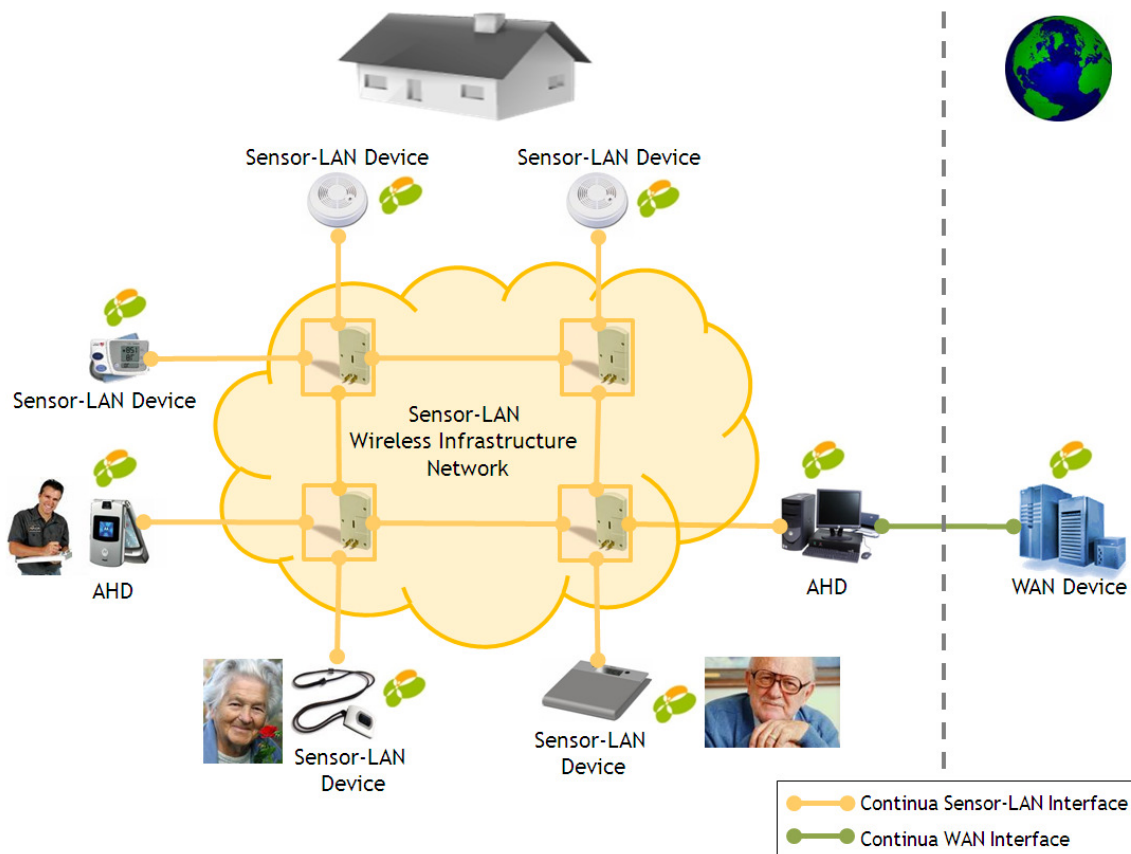 Sensor-LAN Device
Sensor-LAN Device
Sensor-LAN Device
Sensor-LAN
Wireless Infrastructure
Network
AHD
AHD
WAN Device
Sensor-LAN
Device
Sensor-LAN
Device
Continua Sensor-LAN Interface
Continua WAN Interface